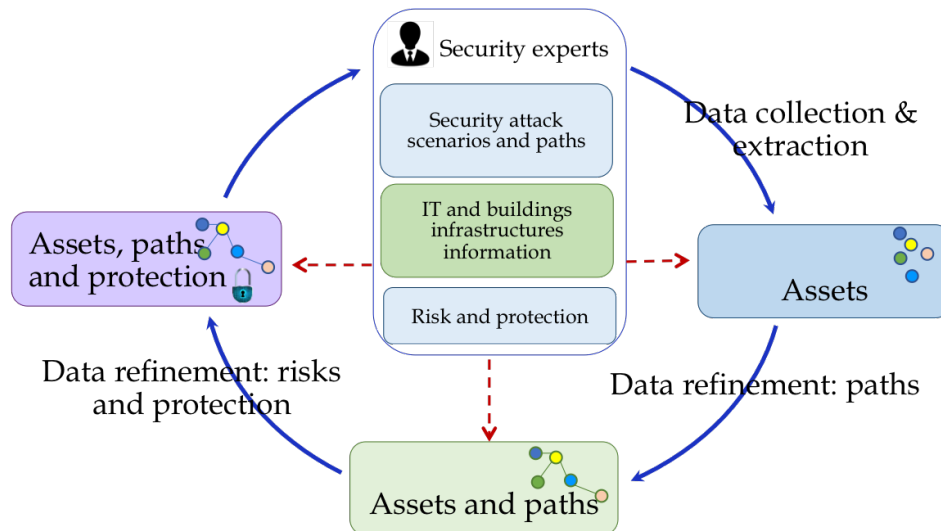 Security experts
Security attack
scenarios and paths
IT and buildings
infrastructures
information
Risk and protection
Data collection &
extraction
Assets
Data refinement: paths
Assets and paths
Data refinement: risks
and protection
Assets, paths
and protection